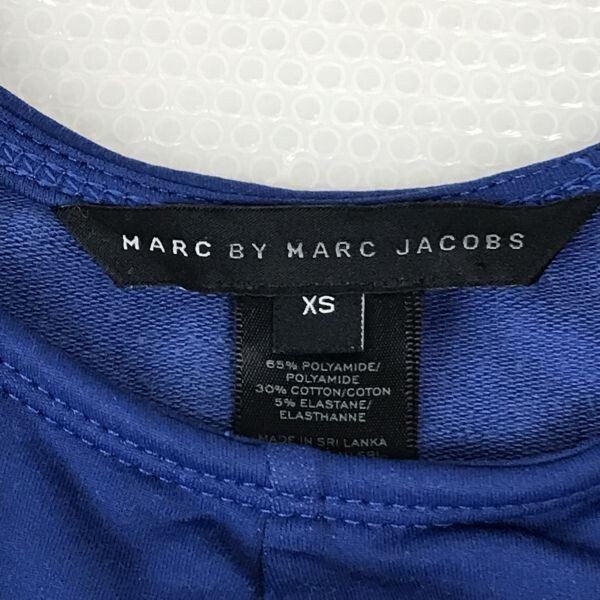 MARC BY MARC JACOBS
XS
65% POLYAMIDE/
POLYAMIDE
30% COTTON/COTON
5% ELASTANE/
ELASTHANNE
MADE IN SRI LANKA